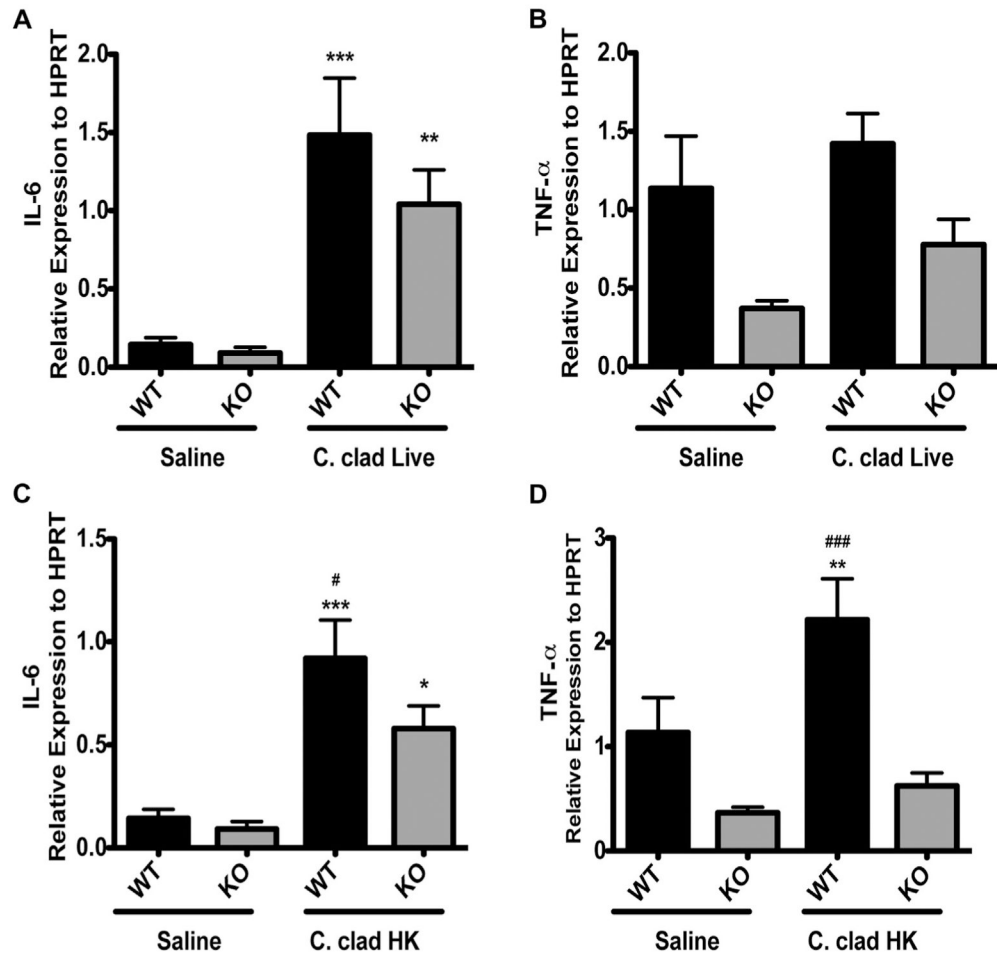 A
IL-6
Relative Expression to HPRT
2.0
1.5
1.0
0.5
0.0
***
**
WT
KO
WT
KO
Saline
C. clad Live
B
TNF-α
Relative Expression to HPRT
2.0
1.5
1.0
0.5
0.0
WT
KO
WT
KO
Saline
C. clad Live
C
IL-6
Relative Expression to HPRT
1.5
1.0
0.5
0.0
#
***
*
WT
KO
WT
KO
Saline
C. clad HK
D
TNF-α
Relative Expression to HPRT
3
2
1
0
###
**
WT
KO
WT
KO
Saline
C. clad HK